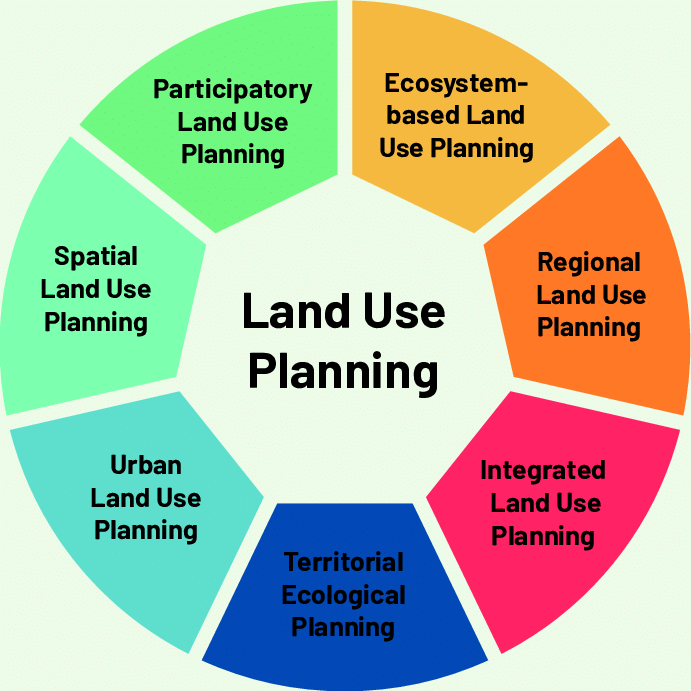 Participatory
Land Use
Planning
Ecosystem-
based Land
Use Planning
Spatial
Land Use
Planning
Regional
Land Use
Planning
Land Use
Planning
Urban
Land Use
Planning
Integrated
Land Use
Planning
Territorial
Ecological
Planning